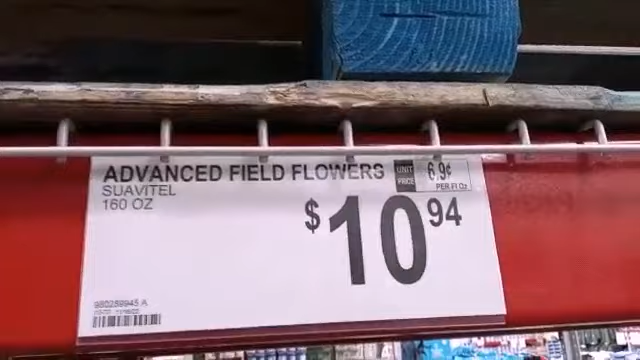 ADVANCED FIELD FLOWERS
SUAVITEL
160 OZ
UNIT PRICE 6.9¢
PER FL OZ
$10.94
980259945 A